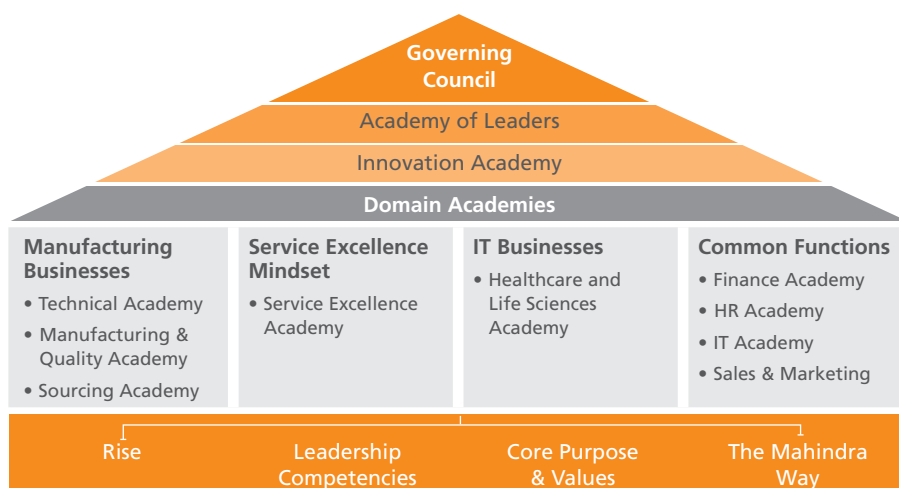 Governing
Council
Academy of Leaders
Innovation Academy
Domain Academies
Manufacturing
Businesses
• Technical Academy
• Manufacturing &
Quality Academy
• Sourcing Academy
Service Excellence
Mindset
• Service Excellence
Academy
IT Businesses
• Healthcare and
Life Sciences
Academy
Common Functions
• Finance Academy
• HR Academy
• IT Academy
• Sales & Marketing
Rise
Leadership
Competencies
Core Purpose
& Values
The Mahindra
Way